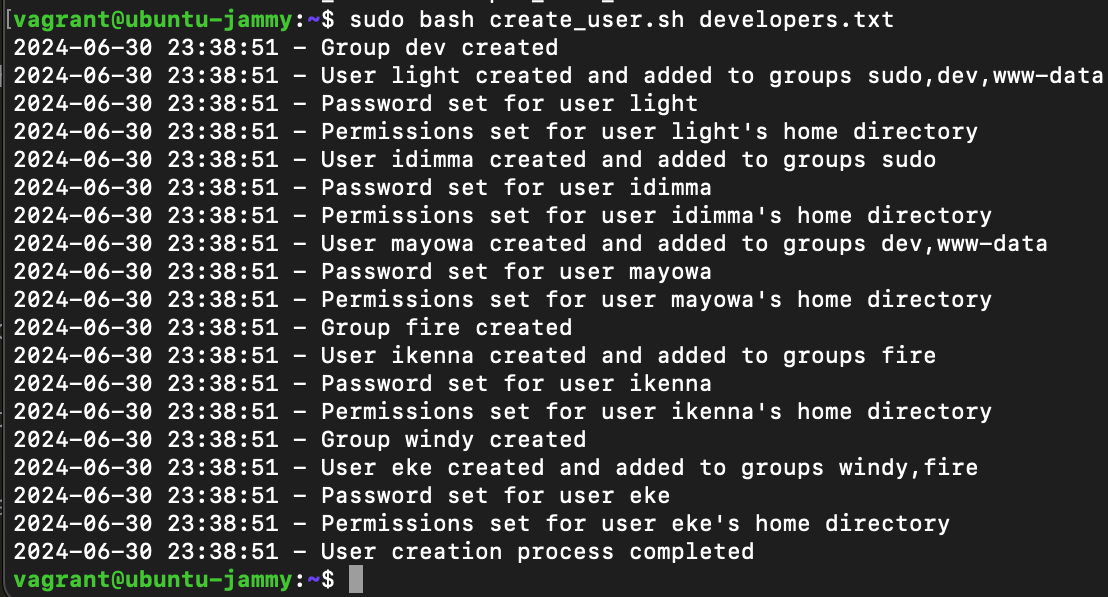 [vagrant@ubuntu-jammy:~$ sudo bash create_user.sh developers.txt
2024-06-30 23:38:51 - Group dev created
2024-06-30 23:38:51 - User light created and added to groups sudo,dev,www-data
2024-06-30 23:38:51 - Password set for user light
2024-06-30 23:38:51 - Permissions set for user light's home directory
2024-06-30 23:38:51 - User idimma created and added to groups sudo
2024-06-30 23:38:51 - Password set for user idimma
2024-06-30 23:38:51 - Permissions set for user idimma's home directory
2024-06-30 23:38:51 - User mayowa created and added to groups dev,www-data
2024-06-30 23:38:51 - Password set for user mayowa
2024-06-30 23:38:51 - Permissions set for user mayowa's home directory
2024-06-30 23:38:51 - Group fire created
2024-06-30 23:38:51 - User ikenna created and added to groups fire
2024-06-30 23:38:51 - Password set for user ikenna
2024-06-30 23:38:51 - Permissions set for user ikenna's home directory
2024-06-30 23:38:51 - Group windy created
2024-06-30 23:38:51 - User eke created and added to groups windy,fire
2024-06-30 23:38:51 - Password set for user eke
2024-06-30 23:38:51 - Permissions set for user eke's home directory
2024-06-30 23:38:51 - User creation process completed
vagrant@ubuntu-jammy:~$